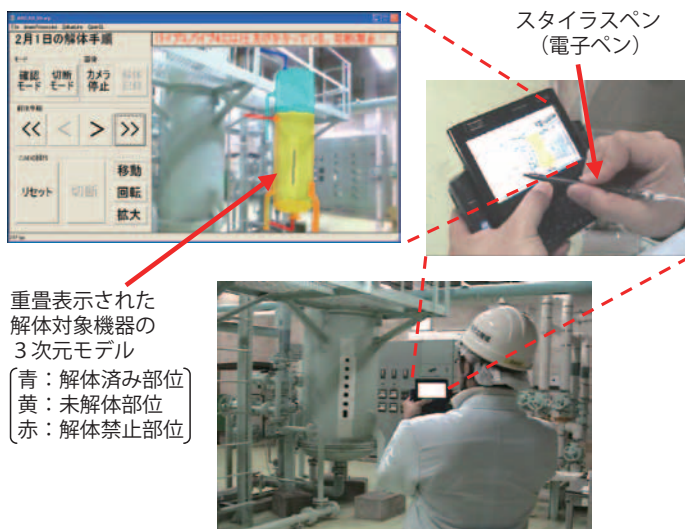 2月1日の解体手順
モード
画像
確認
モード
切断
モード
カメラ
停止
<< < > >>
リセット
切断
移動
回転
拡大
スタイラスペン
（電子ペン）
重畳表示された
解体対象機器の
３次元モデル
青：解体済み部位
黄：未解体部位
赤：解体禁止部位